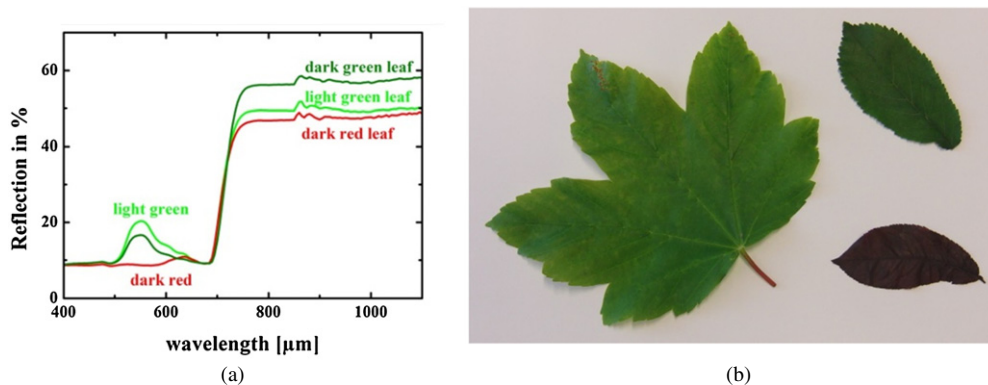 60
40
20
0
Reflection in %
dark green leaf
light green leaf
dark red leaf
light green
dark red
400 600 800 1000
wavelength [µm]
(a)
(b)